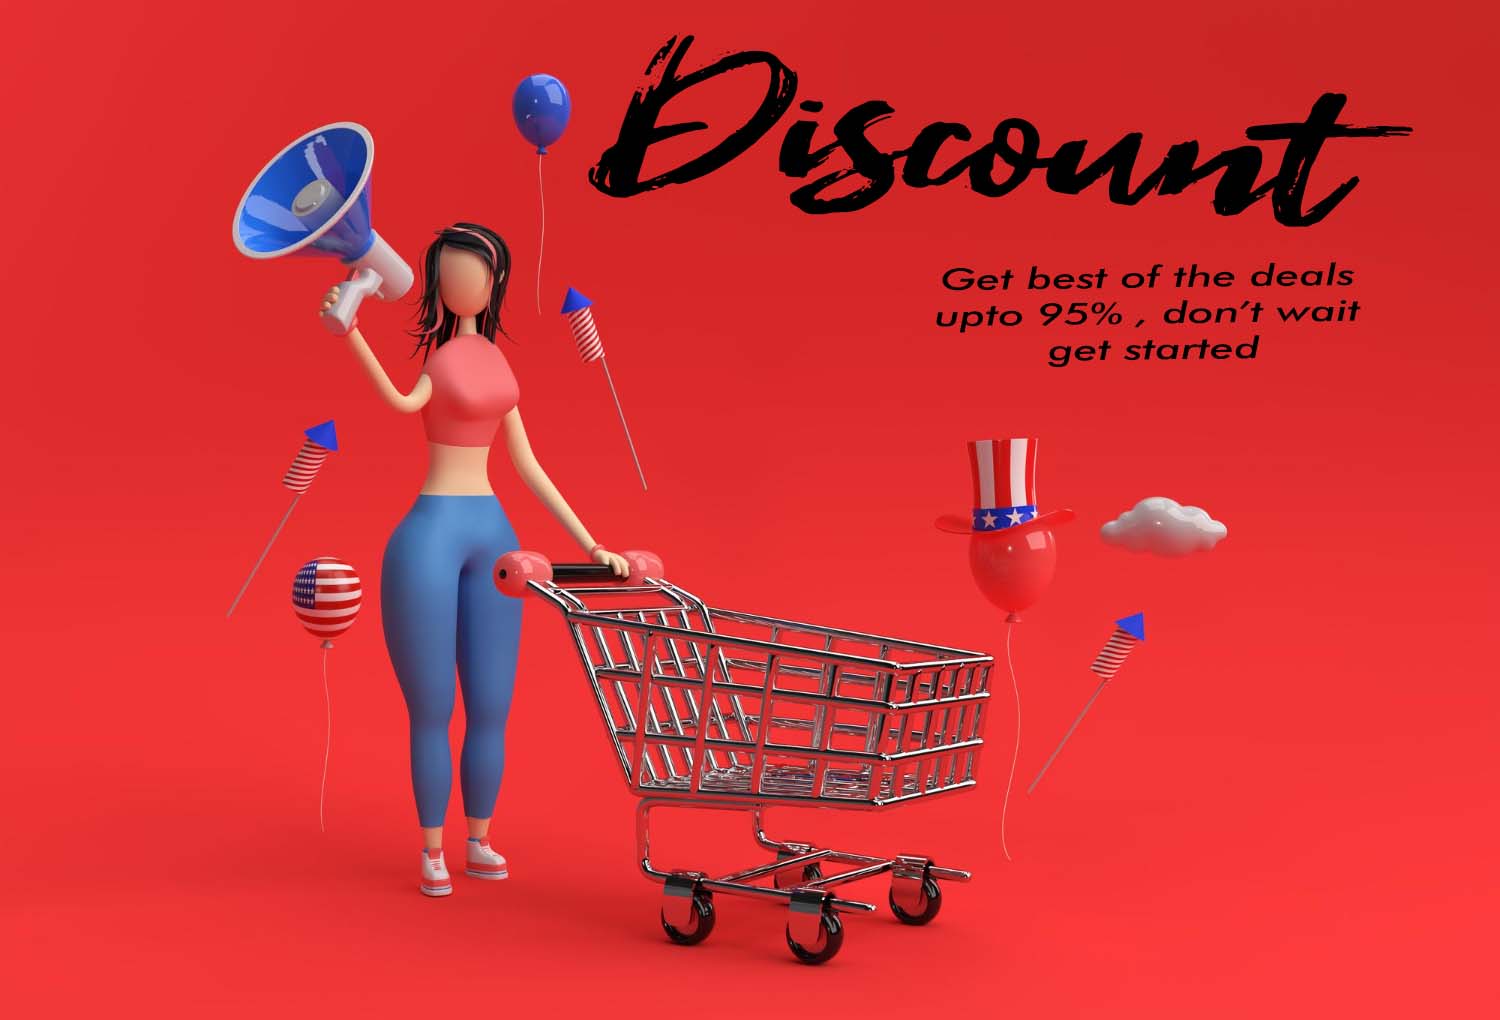 Discount
Get best of the deals
upto 95% , don't wait
get started